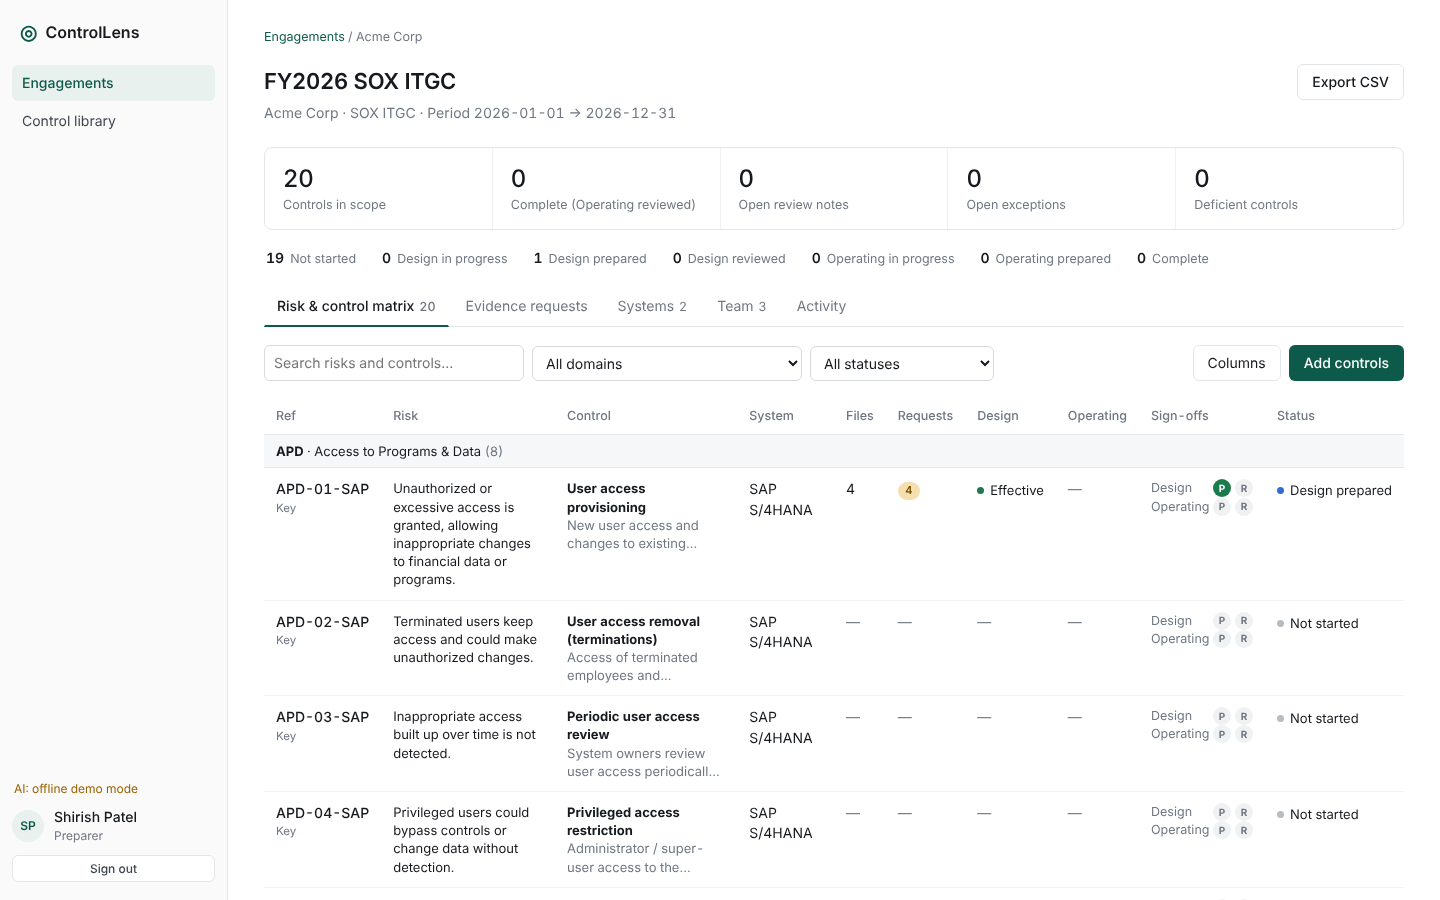 ControlLens
Engagements
Control library
AI: offline demo mode
SP
Shirish Patel
Preparer
Sign out
Engagements / Acme Corp
FY2026 SOX ITGC
Export CSV
Acme Corp · SOX ITGC · Period 2026-01-01 → 2026-12-31
20
Controls in scope
0
Complete (Operating reviewed)
0
Open review notes
0
Open exceptions
0
Deficient controls
19 Not started 0 Design in progress 1 Design prepared 0 Design reviewed 0 Operating in progress 0 Operating prepared 0 Complete
Risk & control matrix 20 Evidence requests Systems 2 Team 3 Activity
Search risks and controls... All domains All statuses Columns Add controls
Ref Risk Control System Files Requests Design Operating Sign-offs Status
APD · Access to Programs & Data (8)
APD-01-SAP
Key
Unauthorized or
excessive access is
granted, allowing
inappropriate changes
to financial data or
programs.
User access
provisioning
New user access and
changes to existing...
SAP
S/4HANA
4
4
Effective
—
Design P R
Operating P R
Design prepared
APD-02-SAP
Key
Terminated users keep
access and could make
unauthorized changes.
User access removal
(terminations)
Access of terminated
employees and...
SAP
S/4HANA
—
—
—
—
Design P R
Operating P R
Not started
APD-03-SAP
Key
Inappropriate access
built up over time is not
detected.
Periodic user access
review
System owners review
user access periodicall...
SAP
S/4HANA
—
—
—
—
Design P R
Operating P R
Not started
APD-04-SAP
Key
Privileged users could
bypass controls or
change data without
detection.
Privileged access
restriction
Administrator / super-
user access to the...
SAP
S/4HANA
—
—
—
—
Design P R
Operating P R
Not started